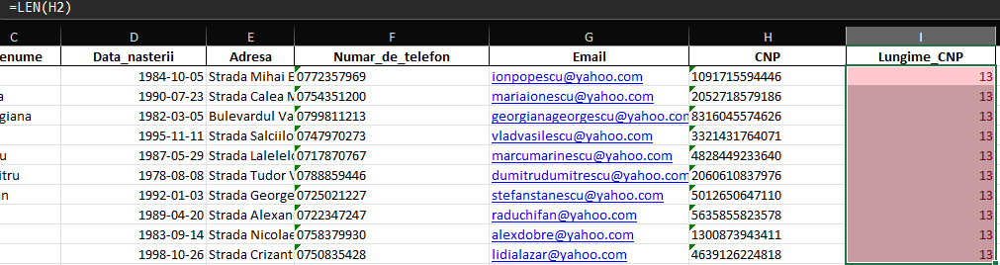 =LEN(H2)
C D E F G H I
enume Data_nasterii Adresa Numar_de_telefon Email CNP Lungime_CNP
1984-10-05 Strada Mihai E 0772357969 ionpopescu@yahoo.com 1091715594446 13
a 1990-07-23 Strada Calea M 0754351200 mariaionescu@yahoo.com 2052718579186 13
giana 1982-03-05 Bulevardul Va 0799811213 georgianageorgescu@yahoo.com 8316045574626 13
1995-11-11 Strada Salciilo 0747970273 vladvasilescu@yahoo.com 3321431764071 13
u 1987-05-29 Strada Lalelelo 0717870767 marcumarinescu@yahoo.com 4828449233640 13
itru 1978-08-08 Strada Tudor V 0788859446 dumitrudumitrescu@yahoo.com 2060610837976 13
an 1992-01-03 Strada George 0725021227 stefanstanescu@yahoo.com 5012650647110 13
1989-04-20 Strada Alexan 0722347247 raduchifan@yahoo.com 5635855823578 13
1983-09-14 Strada Nicolae 0758379930 alexdobre@yahoo.com 1300873943411 13
1998-10-26 Strada Crizant 0750835428 lidialazar@yahoo.com 4639126224818 13